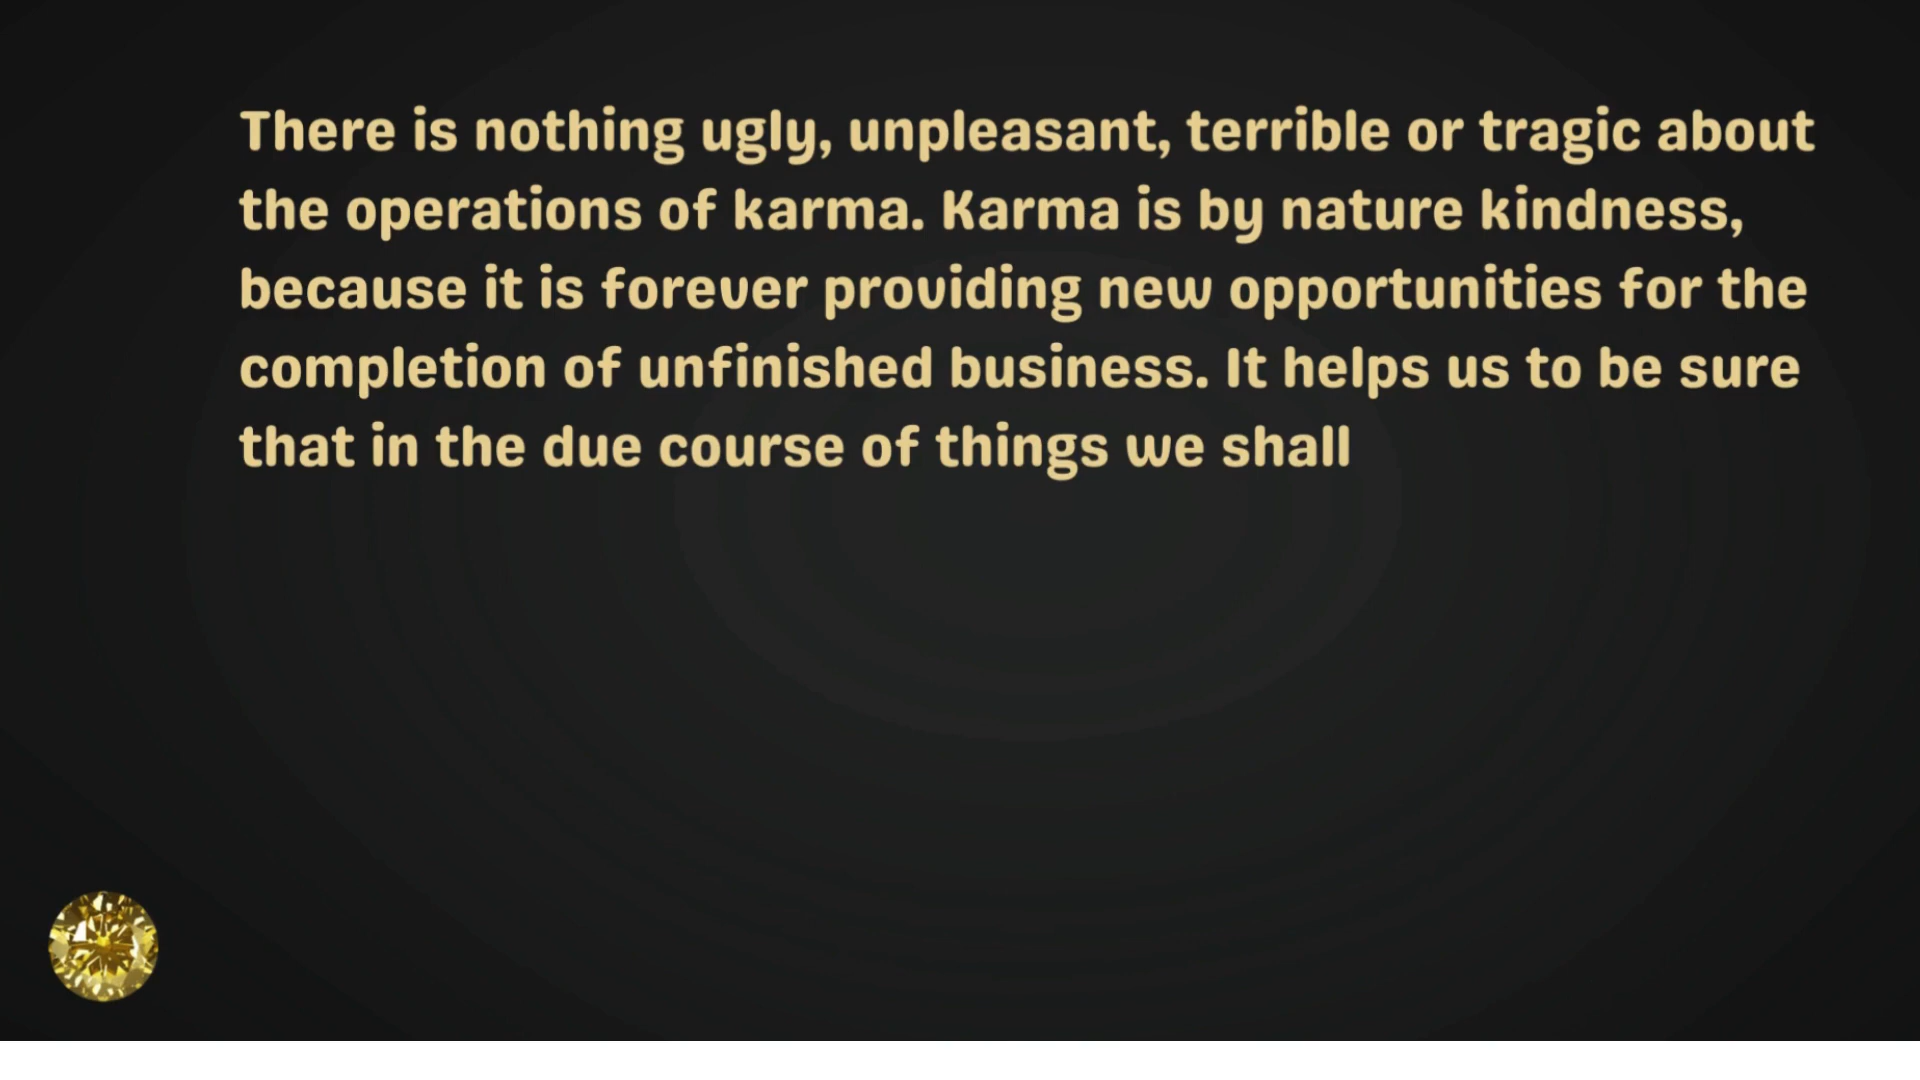 There is nothing ugly, unpleasant, terrible or tragic about
the operations of karma. Karma is by nature kindness,
because it is forever providing new opportunities for the
completion of unfinished business. It helps us to be sure
that in the due course of things we shall